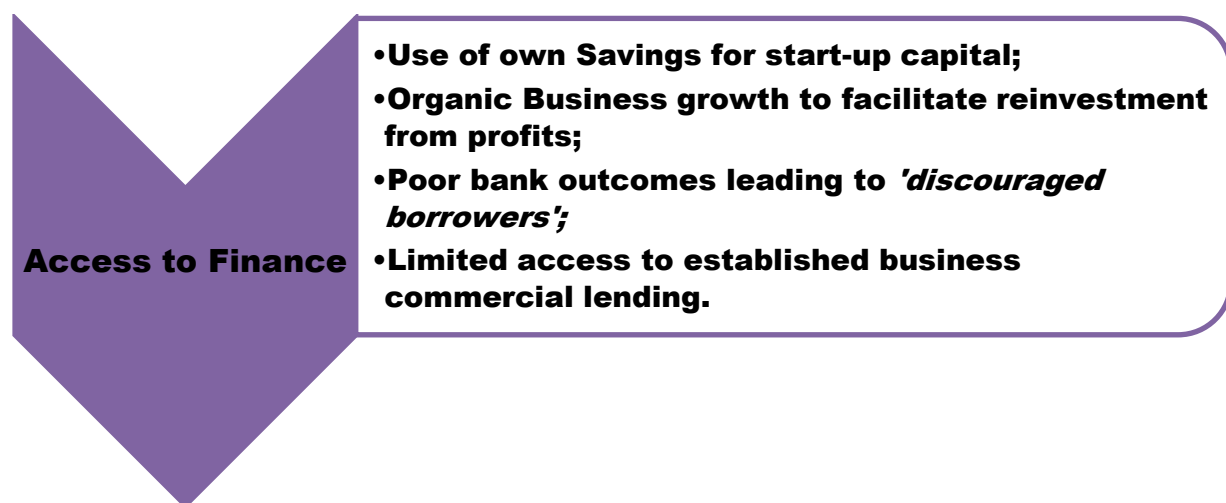 Access to Finance
•Use of own Savings for start-up capital;
•Organic Business growth to facilitate reinvestment
from profits;
•Poor bank outcomes leading to 'discouraged
borrowers';
•Limited access to established business
commercial lending.